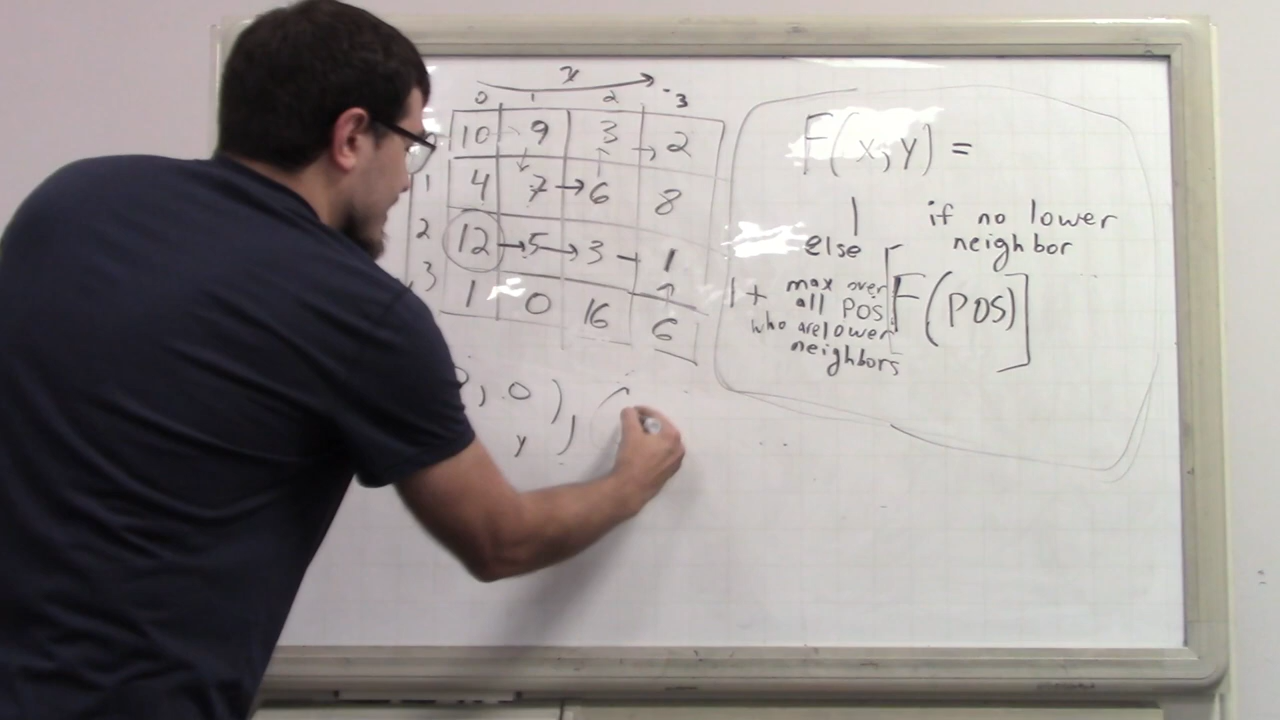 x
0 1 2 3
10 9 3 2
1 4 7 6 8
2 12 5 3 1
3 1 0 16 6
, 0 ) , (
y
F(x,y) =
1 if no lower
neighbor
else
1 + max over
all pos
who are lower
neighbors
[F(pos)]